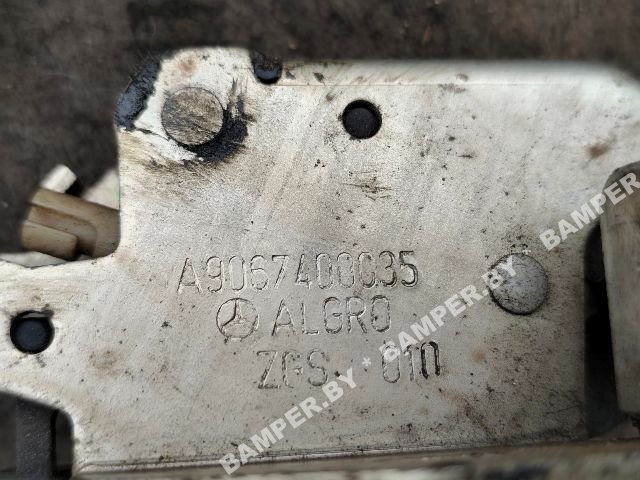 A9067400035
ALGRO
ZGS. 010
BAMPER.BY * BAMPER.BY * BAMPER